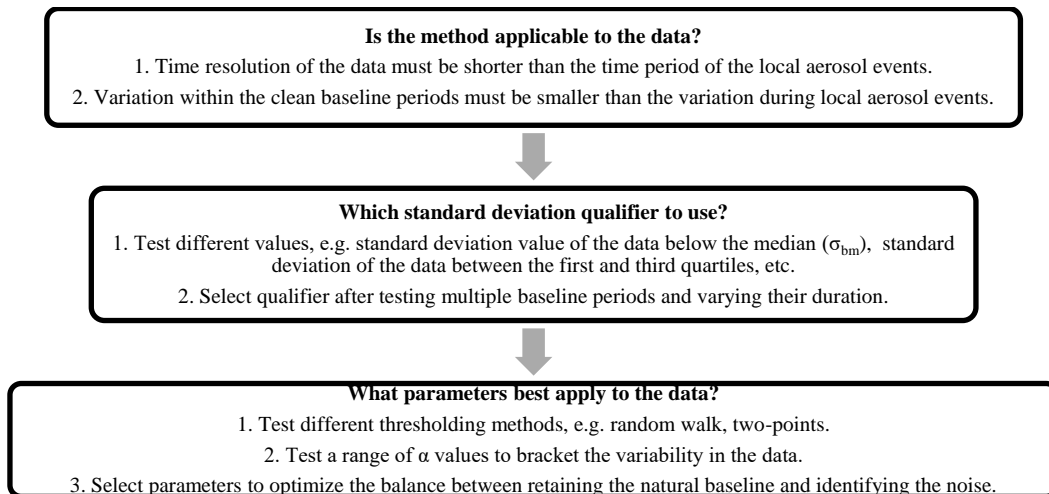 Is the method applicable to the data?
1. Time resolution of the data must be shorter than the time period of the local aerosol events.
2. Variation within the clean baseline periods must be smaller than the variation during local aerosol events.
Which standard deviation qualifier to use?
1. Test different values, e.g. standard deviation value of the data below the median (σbm), standard
deviation of the data between the first and third quartiles, etc.
2. Select qualifier after testing multiple baseline periods and varying their duration.
What parameters best apply to the data?
1. Test different thresholding methods, e.g. random walk, two-points.
2. Test a range of α values to bracket the variability in the data.
3. Select parameters to optimize the balance between retaining the natural baseline and identifying the noise.